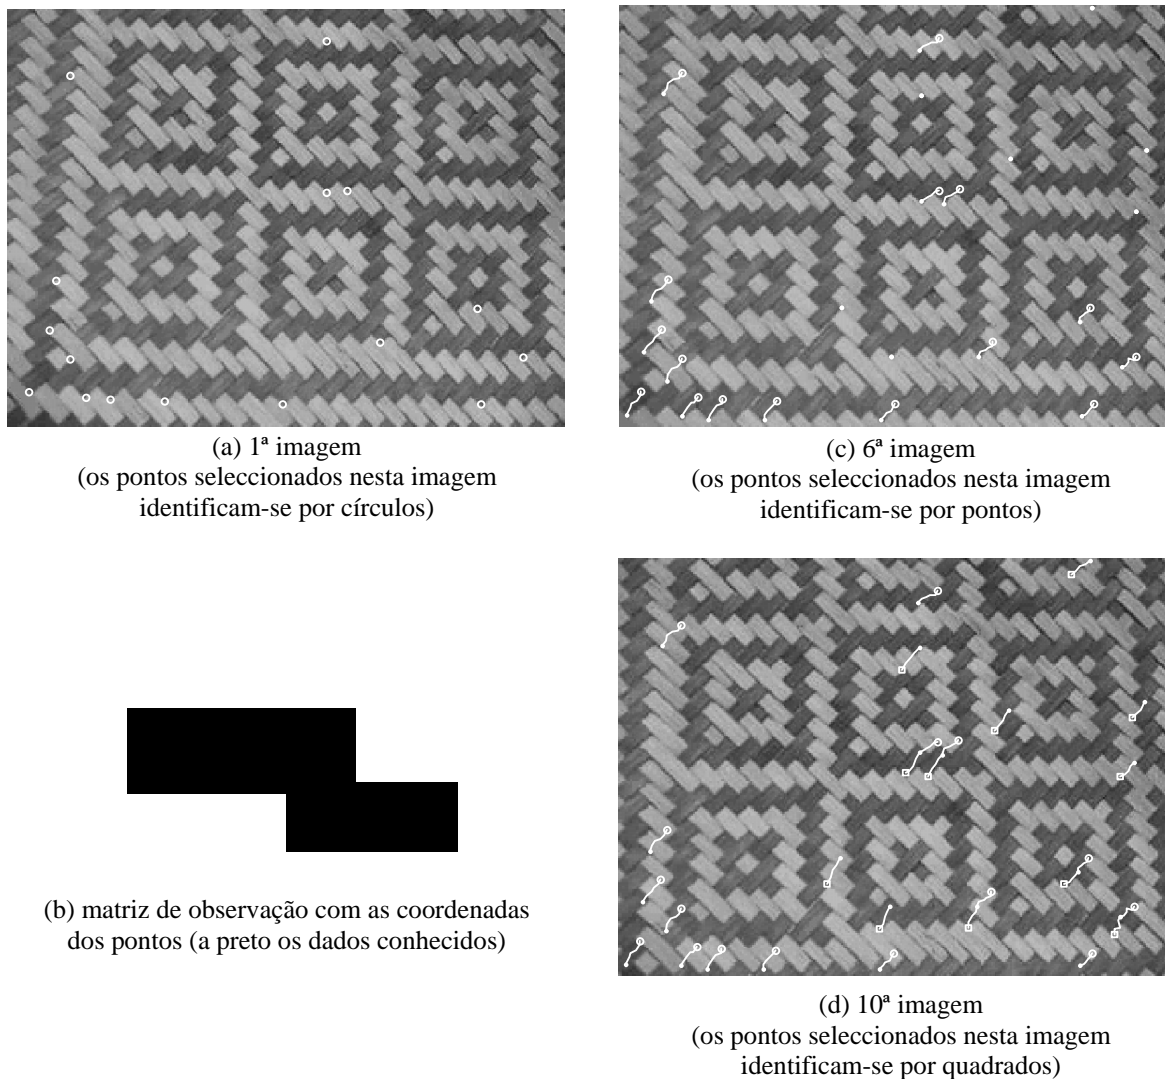 (a) 1ª imagem
(os pontos seleccionados nesta imagem
identificam-se por círculos)
(c) 6ª imagem
(os pontos seleccionados nesta imagem
identificam-se por pontos)
(b) matriz de observação com as coordenadas
dos pontos (a preto os dados conhecidos)
(d) 10ª imagem
(os pontos seleccionados nesta imagem
identificam-se por quadrados)